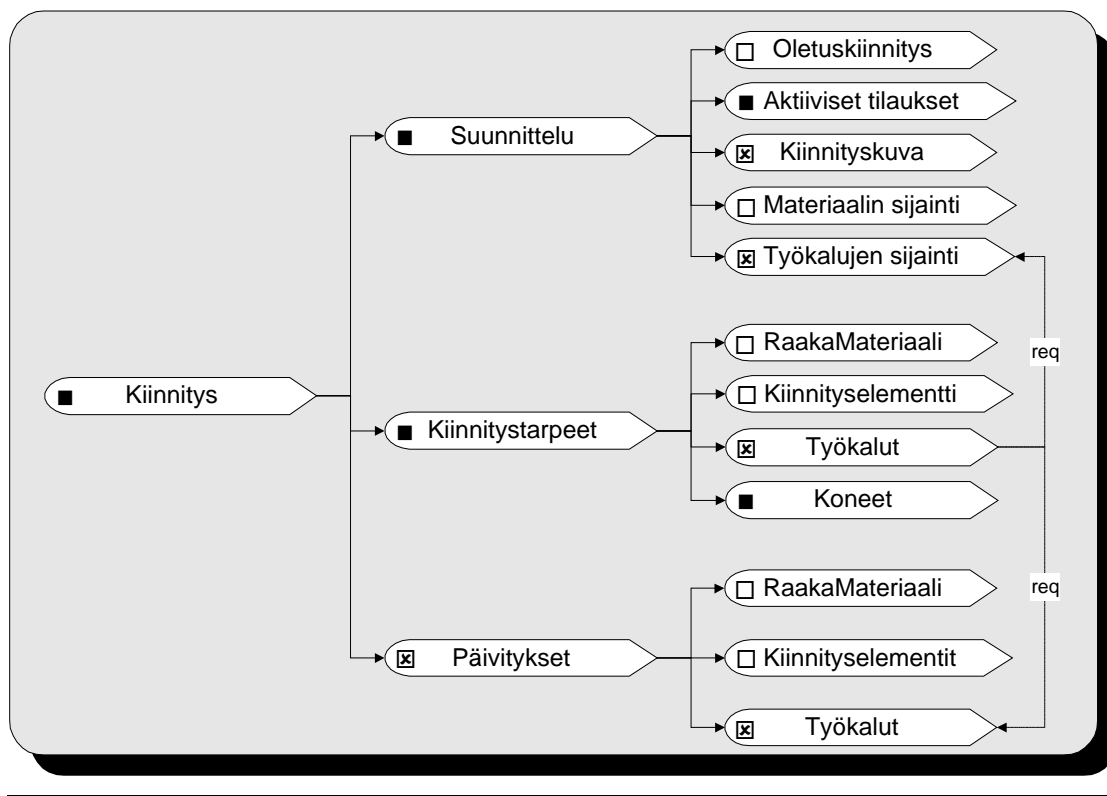 Oletuskiinnitys
Aktiiviset tilaukset
Suunnittelu
Kiinnityskuva
Materiaalin sijainti
Työkalujen sijainti
RaakaMateriaali
req
Kiinnityselementti
Kiinnitys
Kiinnitystarpeet
Työkalut
Koneet
RaakaMateriaali
req
Päivitykset
Kiinnityselementit
Työkalut